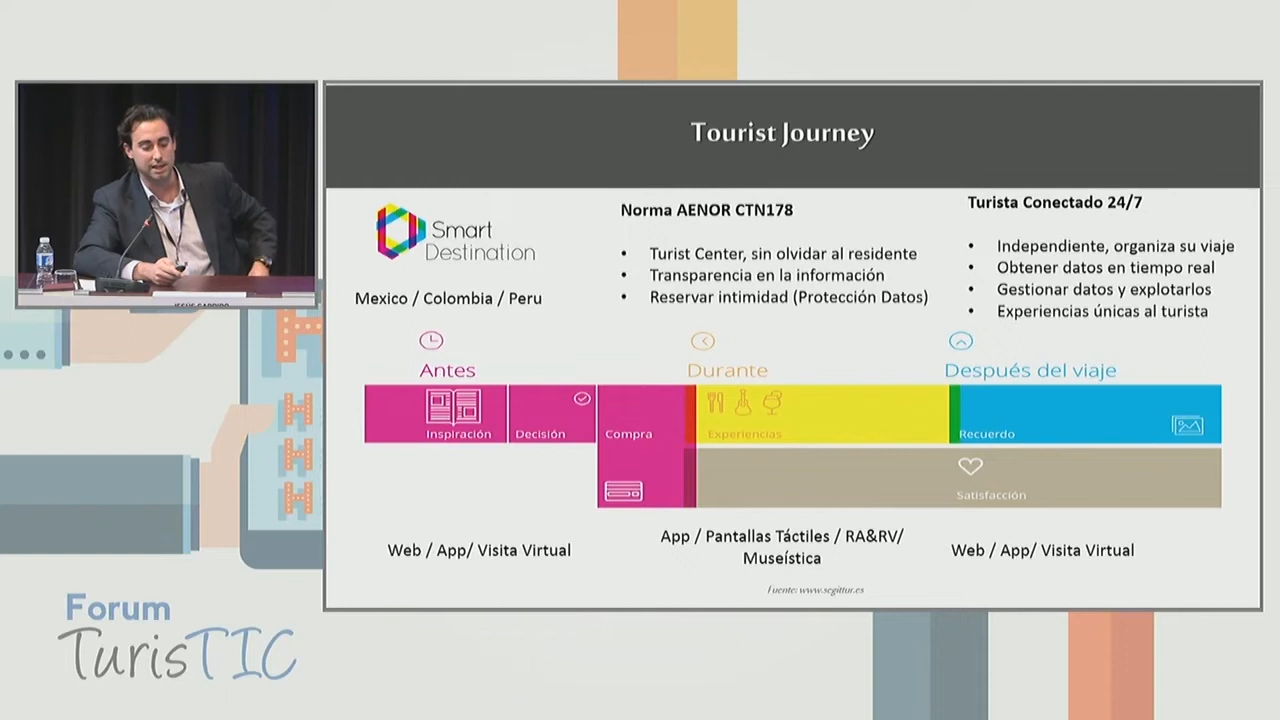 Tourist Journey
Smart
Destination
Mexico / Colombia / Peru
Norma AENOR CTN178
• Turist Center, sin olvidar al residente
• Transparencia en la información
• Reservar intimidad (Protección Datos)
Turista Conectado 24/7
• Independiente, organiza su viaje
• Obtener datos en tiempo real
• Gestionar datos y explotarlos
• Experiencias únicas al turista
Antes
Durante
Después del viaje
Inspiración
Decisión
Compra
Experiencias
Recuerdo
Satisfacción
Web / App/ Visita Virtual
App / Pantallas Táctiles / RA&RV/
Museística
Web / App/ Visita Virtual
Fuente: www.segittur.es
Forum
TurisTIC